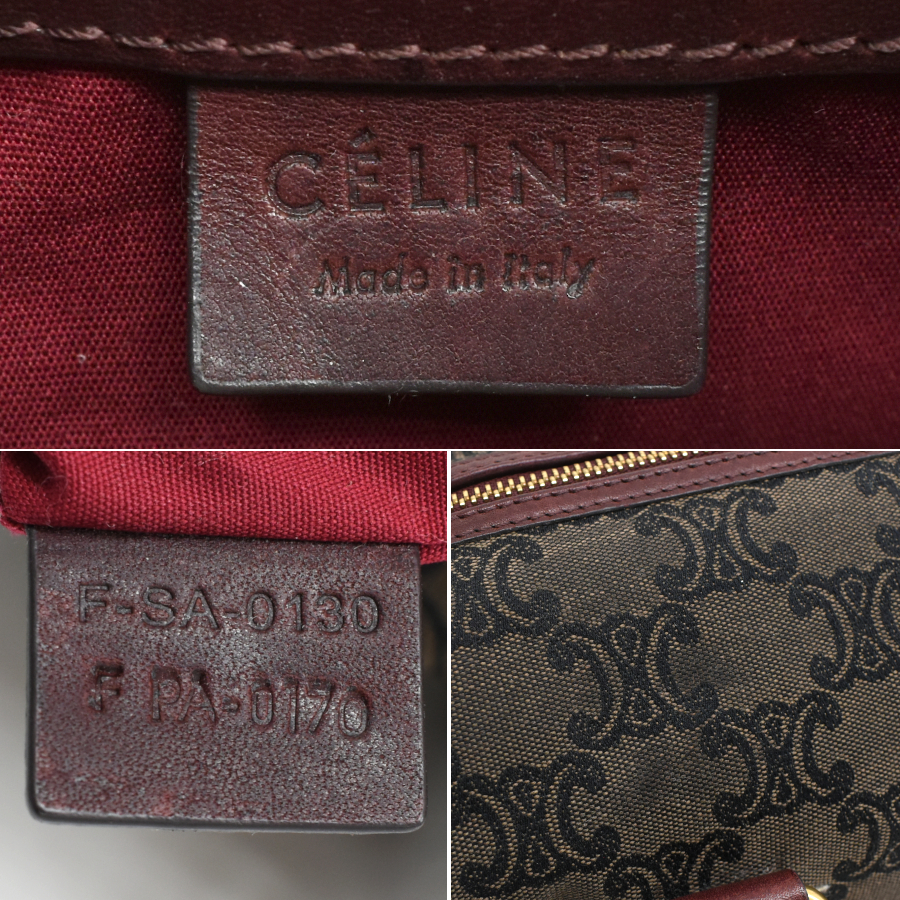 CÉLINE
Made in Italy
F-SA-0130
F PA-0170